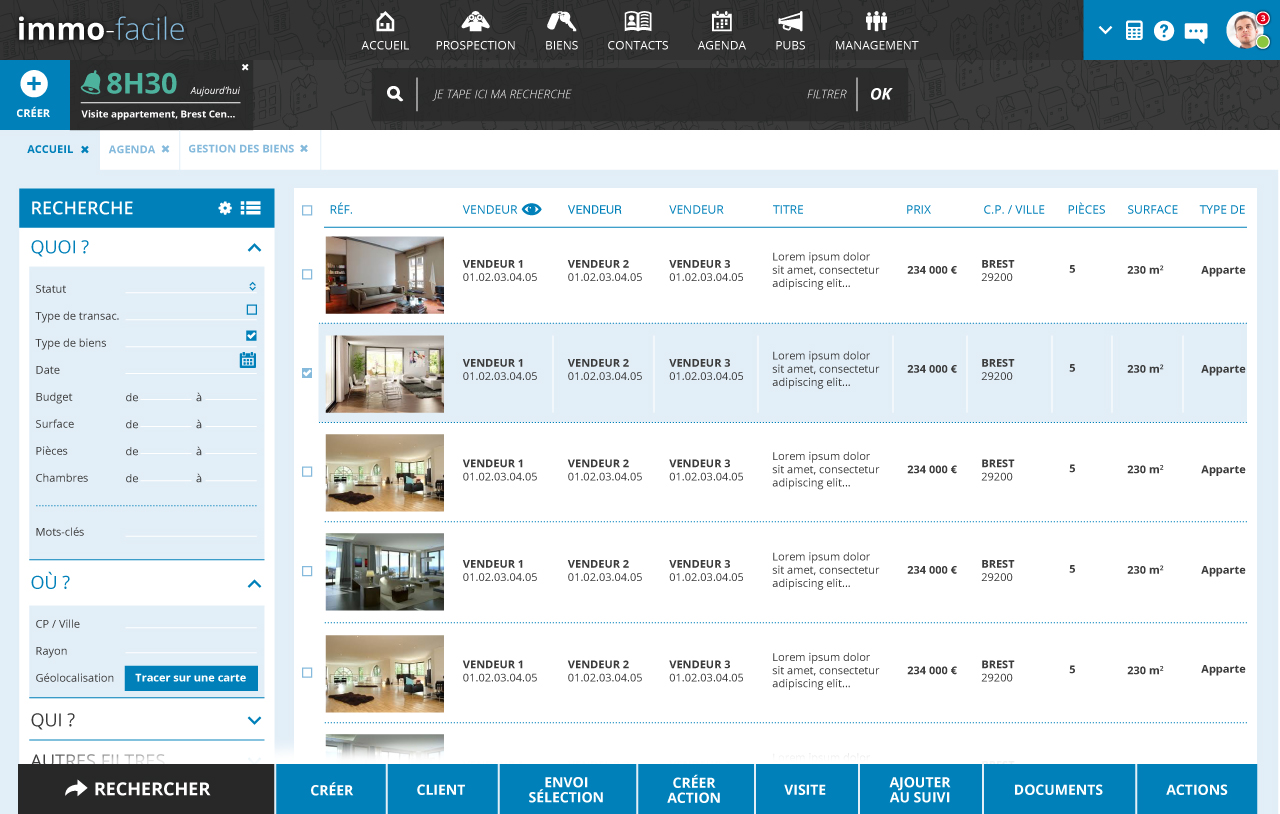 immo-facile
ACCUEIL PROSPECTION BIENS CONTACTS AGENDA PUBS MANAGEMENT
3
CRÉER
8H30 Aujourd'hui
Visite appartement, Brest Cen...
JE TAPE ICI MA RECHERCHE FILTRER OK
ACCUEIL AGENDA GESTION DES BIENS
RECHERCHE
QUOI ?
Statut
Type de transac.
Type de biens
Date
Budget de à
Surface de à
Pièces de à
Chambres de à
Mots-clés
OÙ ?
CP / Ville
Rayon
Géolocalisation Tracer sur une carte
QUI ?
AUTRES FILTRES
RÉF. VENDEUR VENDEUR VENDEUR TITRE PRIX C.P. / VILLE PIÈCES SURFACE TYPE DE
VENDEUR 1 VENDEUR 2 VENDEUR 3 Lorem ipsum dolor
01.02.03.04.05 01.02.03.04.05 01.02.03.04.05 sit amet, consectetur
adipiscing elit...
234 000 € BREST 5 230 m² Apparte
29200
VENDEUR 1 VENDEUR 2 VENDEUR 3 Lorem ipsum dolor
01.02.03.04.05 01.02.03.04.05 01.02.03.04.05 sit amet, consectetur
adipiscing elit...
234 000 € BREST 5 230 m² Apparte
29200
VENDEUR 1 VENDEUR 2 VENDEUR 3 Lorem ipsum dolor
01.02.03.04.05 01.02.03.04.05 01.02.03.04.05 sit amet, consectetur
adipiscing elit...
234 000 € BREST 5 230 m² Apparte
29200
VENDEUR 1 VENDEUR 2 VENDEUR 3 Lorem ipsum dolor
01.02.03.04.05 01.02.03.04.05 01.02.03.04.05 sit amet, consectetur
adipiscing elit...
234 000 € BREST 5 230 m² Apparte
29200
VENDEUR 1 VENDEUR 2 VENDEUR 3 Lorem ipsum dolor
01.02.03.04.05 01.02.03.04.05 01.02.03.04.05 sit amet, consectetur
adipiscing elit...
234 000 € BREST 5 230 m² Apparte
29200
RECHERCHER
CRÉER
CLIENT
ENVOI
SÉLECTION
CRÉER
ACTION
VISITE
AJOUTER
AU SUIVI
DOCUMENTS
ACTIONS